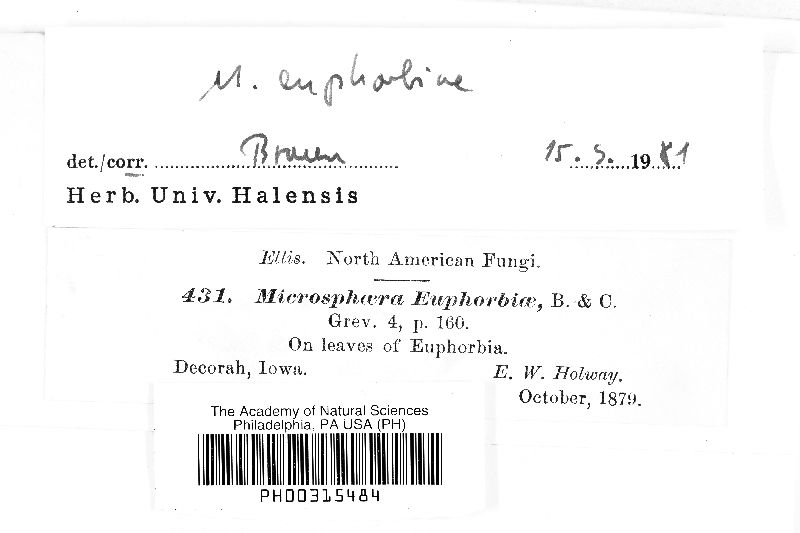 M. euphorbiae
det./corr. Braun 15. 5. 1981
Herb. Univ. Halensis
Ellis. North American Fungi.
431. Microsphæra Euphorbiæ, B. & C.
Grev. 4, p. 160.
On leaves of Euphorbia.
Decorah, Iowa. E. W. Holway.
October, 1879.
The Academy of Natural Sciences
Philadelphia, PA USA (PH)
PH00315484